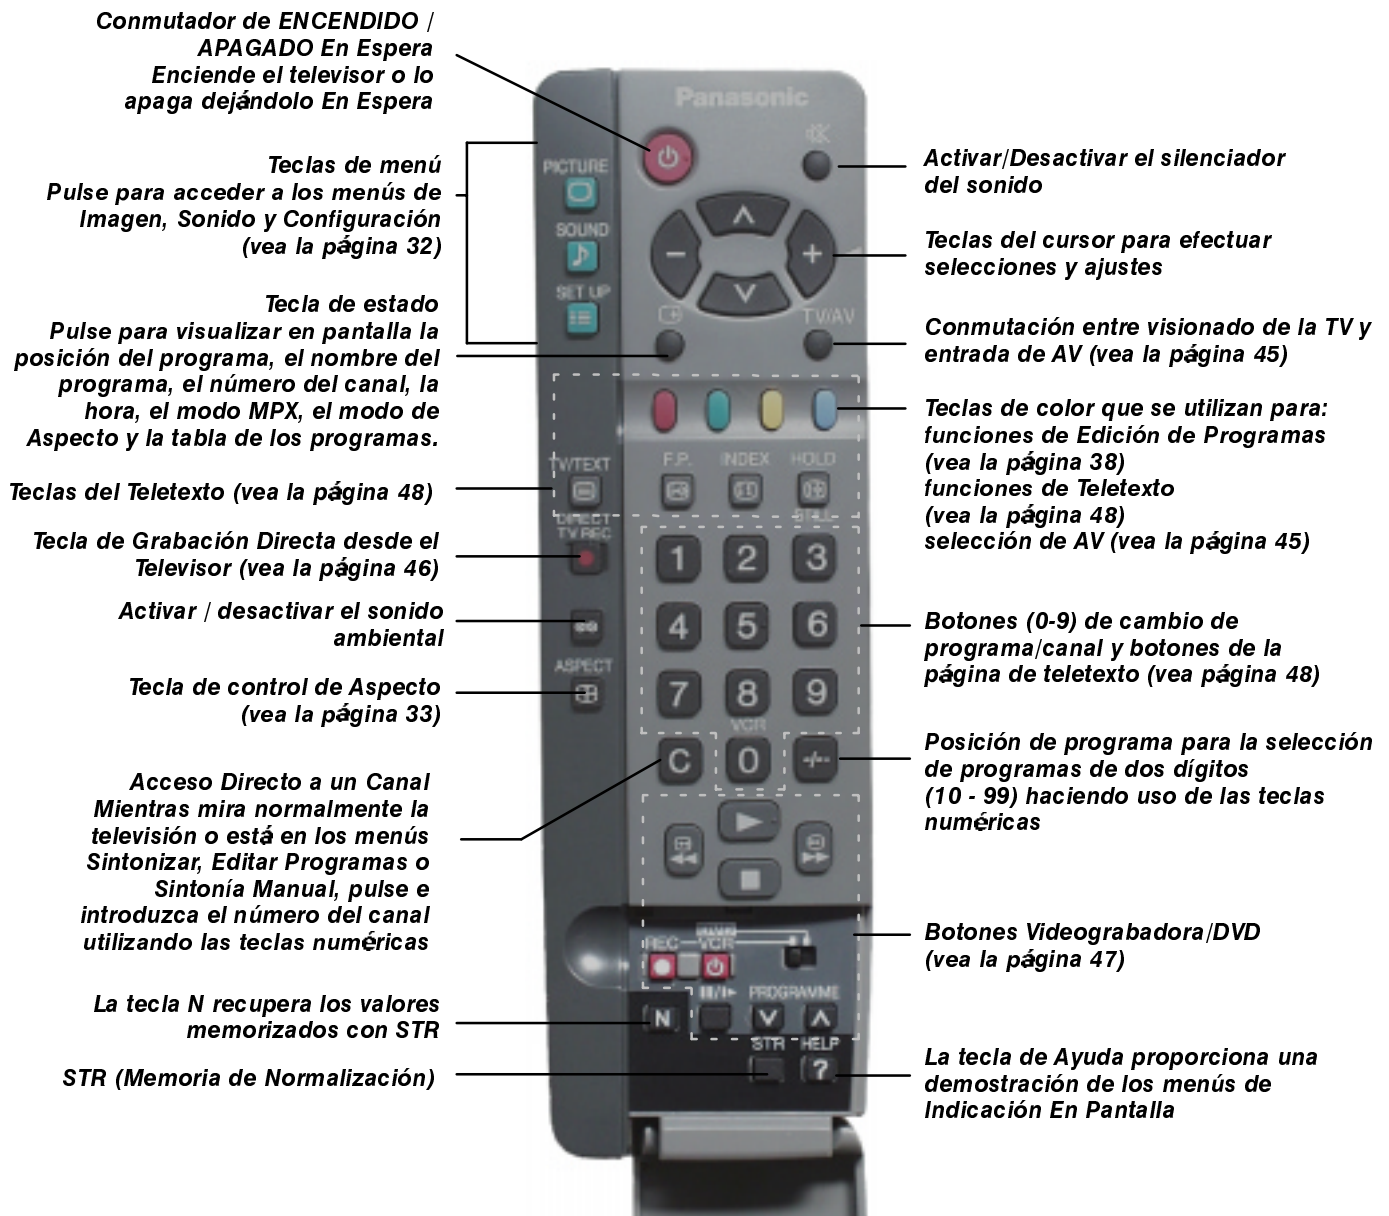 Conmutador de ENCENDIDO /
APAGADO En Espera
Enciende el televisor o lo
apaga dejándolo En Espera
Teclas de menú
Pulse para acceder a los menús de
Imagen, Sonido y Configuración
(vea la página 32)
Tecla de estado
Pulse para visualizar en pantalla la
posición del programa, el nombre del
programa, el número del canal, la
hora, el modo MPX, el modo de
Aspecto y la tabla de los programas.
Teclas del Teletexto (vea la página 48)
Tecla de Grabación Directa desde el
Televisor (vea la página 46)
Activar / desactivar el sonido
ambiental
Tecla de control de Aspecto
(vea la página 33)
Acceso Directo a un Canal
Mientras mira normalmente la
televisión o está en los menús
Sintonizar, Editar Programas o
Sintonía Manual, pulse e
introduzca el número del canal
utilizando las teclas numéricas
La tecla N recupera los valores
memorizados con STR
STR (Memoria de Normalización)
Panasonic
PICTURE
SOUND
SET UP
TV/AV
TV/TEXT
F.P.
INDEX
HOLD
DIRECT
TV REC
1
2
3
4
5
6
ASPECT
7
8
9
VCR
C
0
-/--
REC
VCR
PROGRAMME
N
STR
HELP
?
Activar/Desactivar el silenciador
del sonido
Teclas del cursor para efectuar
selecciones y ajustes
Conmutación entre visionado de la TV y
entrada de AV (vea la página 45)
Teclas de color que se utilizan para:
funciones de Edición de Programas
(vea la página 38)
funciones de Teletexto
(vea la página 48)
selección de AV (vea la página 45)
Botones (0-9) de cambio de
programa/canal y botones de la
página de teletexto (vea página 48)
Posición de programa para la selección
de programas de dos dígitos
(10 - 99) haciendo uso de las teclas
numéricas
Botones Videograbadora/DVD
(vea la página 47)
La tecla de Ayuda proporciona una
demostración de los menús de
Indicación En Pantalla